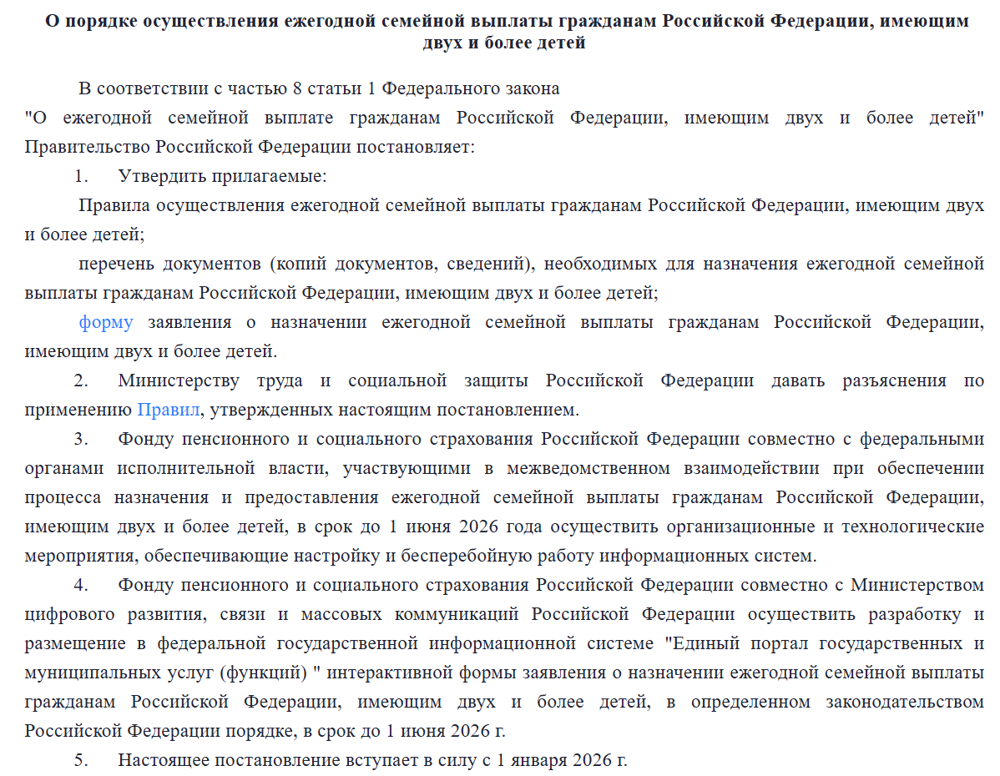 О порядке осуществления ежегодной семейной выплаты гражданам Российской Федерации, имеющим
двух и более детей
В соответствии с частью 8 статьи 1 Федерального закона
"О ежегодной семейной выплате гражданам Российской Федерации, имеющим двух и более детей"
Правительство Российской Федерации постановляет:
1. Утвердить прилагаемые:
Правила осуществления ежегодной семейной выплаты гражданам Российской Федерации, имеющим двух
и более детей;
перечень документов (копий документов, сведений), необходимых для назначения ежегодной семейной
выплаты гражданам Российской Федерации, имеющим двух и более детей;
форму заявления о назначении ежегодной семейной выплаты гражданам Российской Федерации,
имеющим двух и более детей.
2. Министерству труда и социальной защиты Российской Федерации давать разъяснения по
применению Правил, утвержденных настоящим постановлением.
3. Фонду пенсионного и социального страхования Российской Федерации совместно с федеральными
органами исполнительной власти, участвующими в межведомственном взаимодействии при обеспечении
процесса назначения и предоставления ежегодной семейной выплаты гражданам Российской Федерации,
имеющим двух и более детей, в срок до 1 июня 2026 года осуществить организационные и технологические
мероприятия, обеспечивающие настройку и бесперебойную работу информационных систем.
4. Фонду пенсионного и социального страхования Российской Федерации совместно с Министерством
цифрового развития, связи и массовых коммуникаций Российской Федерации осуществить разработку и
размещение в федеральной государственной информационной системе "Единый портал государственных и
муниципальных услуг (функций) " интерактивной формы заявления о назначении ежегодной семейной выплаты
гражданам Российской Федерации, имеющим двух и более детей, в определенном законодательством
Российской Федерации порядке, в срок до 1 июня 2026 г.
5. Настоящее постановление вступает в силу с 1 января 2026 г.